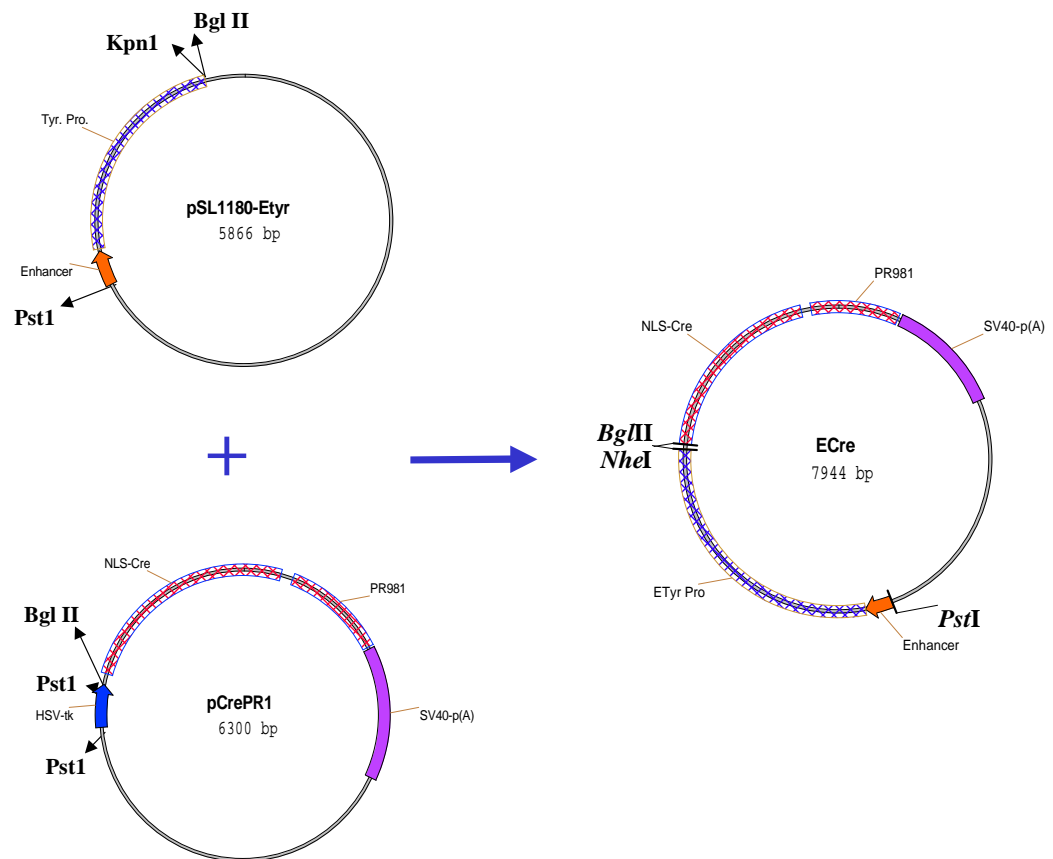 Bgl II
Kpn1
Tyr. Pro.
pSL1180-Etyr
5866 bp
Enhancer
Pst1
PR981
NLS-Cre
SV40-p(A)
BglII
NheI
ECre
7944 bp
ETyr Pro
PstI
Enhancer
+
NLS-Cre
PR981
Bgl II
Pst1
HSV-tk
pCrePR1
6300 bp
SV40-p(A)
Pst1